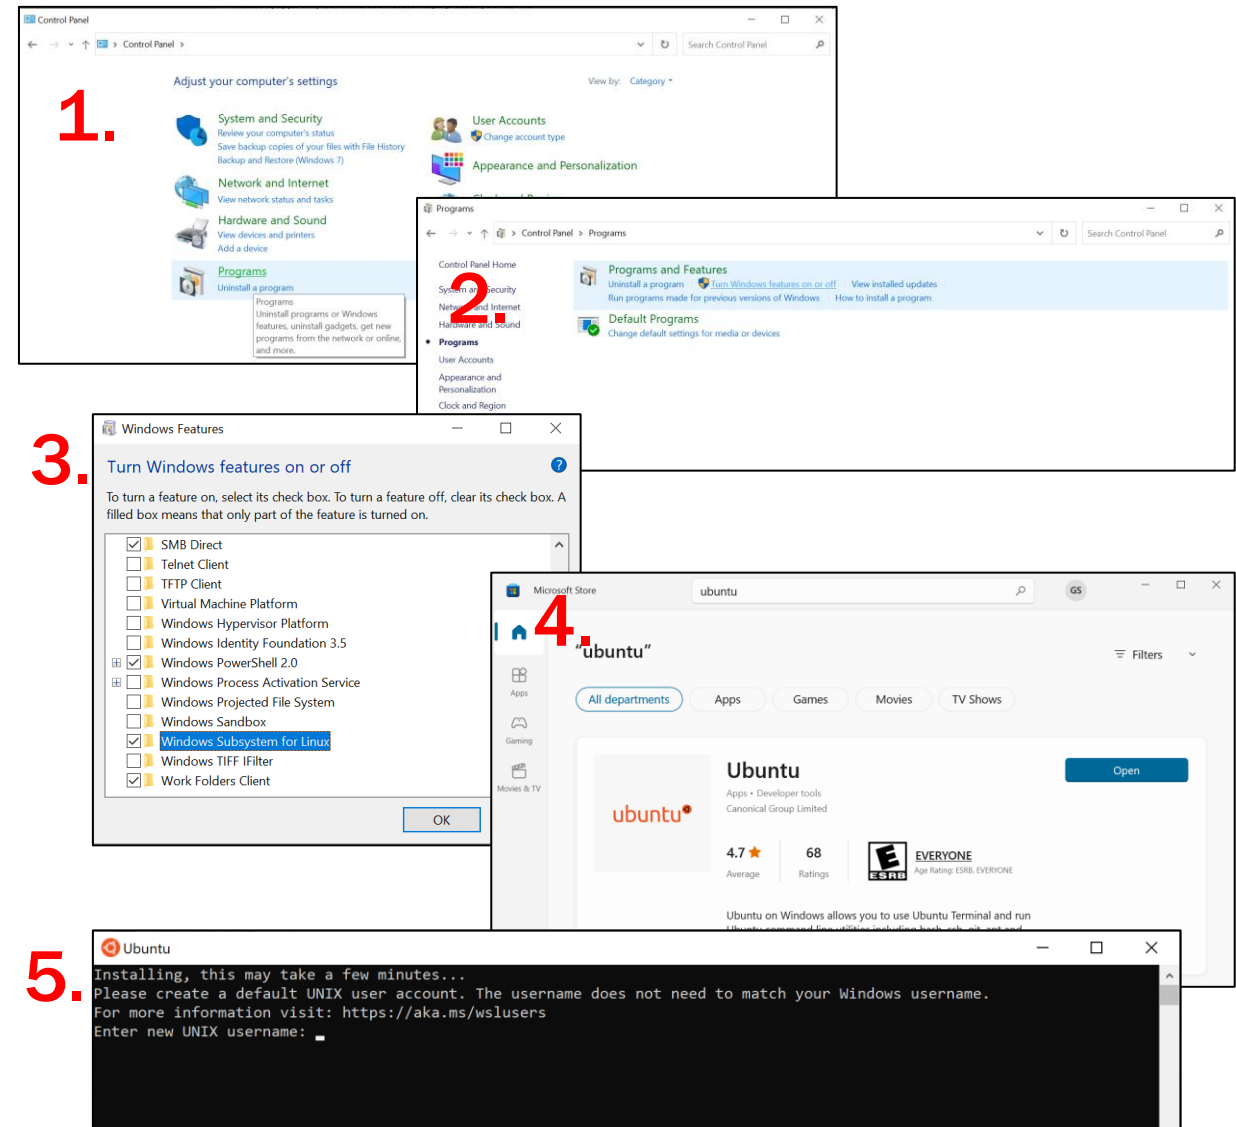 Control Panel
Control Panel
Search Control Panel
1.
Adjust your computer's settings
View by: Category
System and Security
Review your computer's status
Save backup copies of your files with File History
Backup and Restore (Windows 7)
Network and Internet
View network status and tasks
Hardware and Sound
View devices and printers
Add a device
Programs
Uninstall a program
Programs
Uninstall programs or Windows
features, uninstall gadgets, get new
programs from the network or online,
and more.
User Accounts
Change account type
Appearance and Personalization
Programs
Control Panel > Programs
Search Control Panel
2.
Control Panel Home
System and Security
Network and Internet
Hardware and Sound
Programs
User Accounts
Appearance and
Personalization
Clock and Region
Programs and Features
Uninstall a program Turn Windows features on or off View installed updates
Run programs made for previous versions of Windows How to install a program
Default Programs
Change default settings for media or devices
3.
Windows Features
Turn Windows features on or off
To turn a feature on, select its check box. To turn a feature off, clear its check box. A
filled box means that only part of the feature is turned on.
SMB Direct
Telnet Client
TFTP Client
Virtual Machine Platform
Windows Hypervisor Platform
Windows Identity Foundation 3.5
Windows PowerShell 2.0
Windows Process Activation Service
Windows Projected File System
Windows Sandbox
Windows Subsystem for Linux
Windows TIFF IFilter
Work Folders Client
OK
4.
Microsoft Store
ubuntu
GS
"ubuntu"
Filters
Apps
Gaming
Movies & TV
All departments Apps Games Movies TV Shows
ubuntu
Ubuntu
Apps • Developer tools
Canonical Group Limited
Open
4.7 68
Average Ratings
E
ESRB
EVERYONE
Age Rating: ESRB. EVERYONE
Ubuntu on Windows allows you to use Ubuntu Terminal and run
5.
Ubuntu
Installing, this may take a few minutes...
Please create a default UNIX user account. The username does not need to match your Windows username.
For more information visit: https://aka.ms/wslusers
Enter new UNIX username: